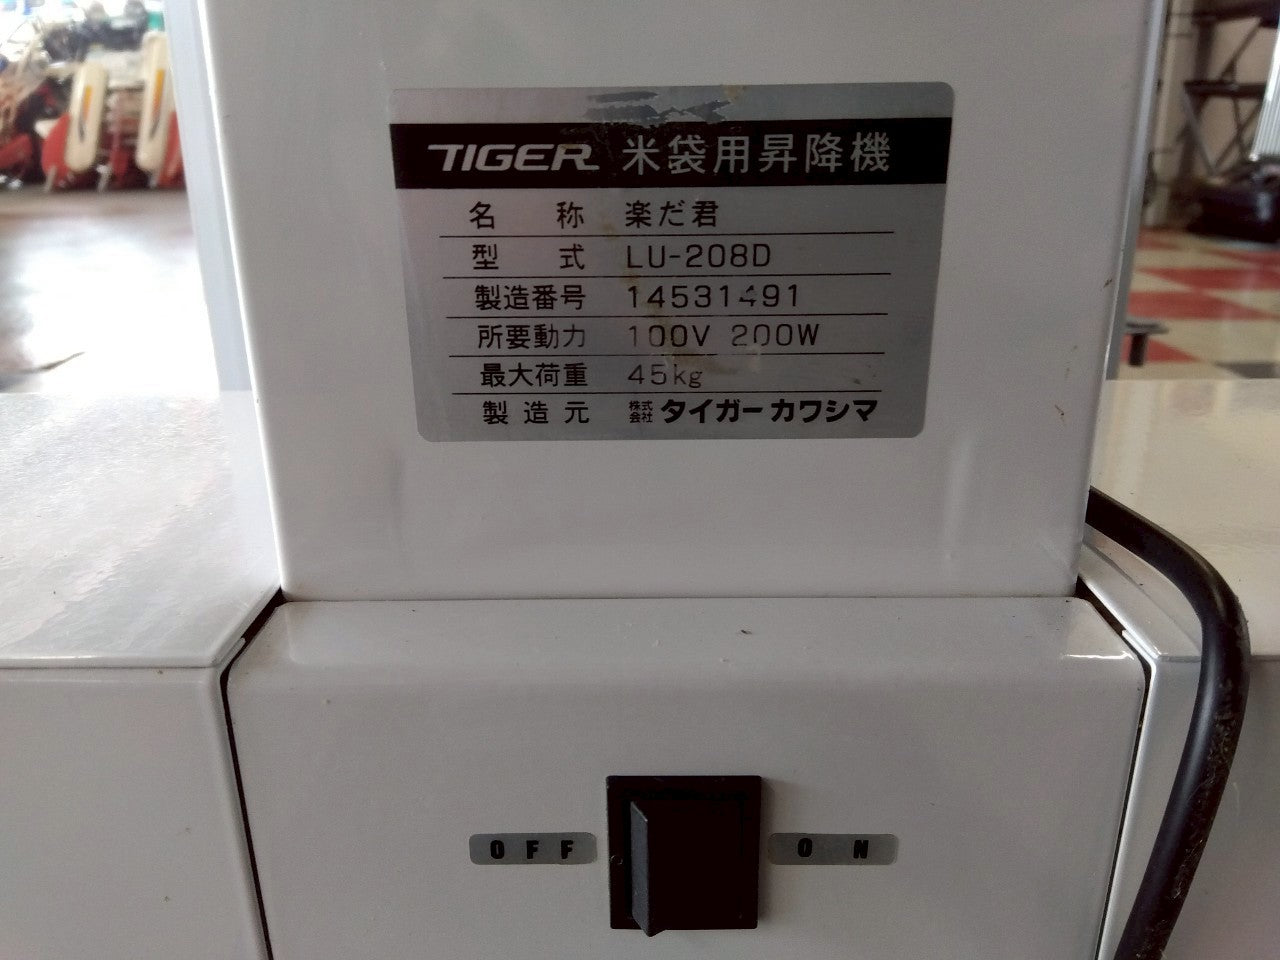 TIGER 米袋用昇降機
名称 楽だ君
型式 LU-208D
製造番号 14531491
所要動力 100V 200W
最大荷重 45kg
製造元 株式会社 タイガーカワシマ
OFF ON